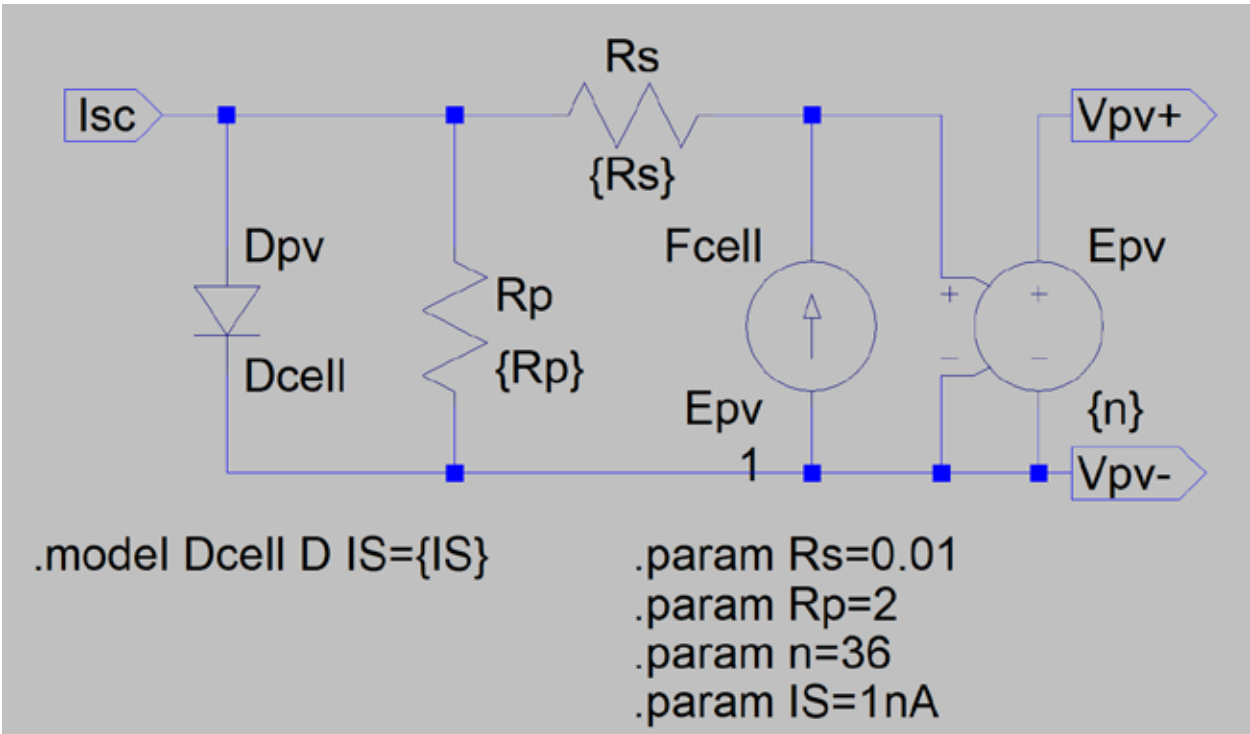 Rs
Isc
Vpv+
{Rs}
Dpv
Fcell
Epv
Rp
+
+
{Rp}
Dcell
Epv
{n}
1
Vpv-
.model Dcell D IS={IS}
.param Rs=0.01
.param Rp=2
.param n=36
.param IS=1nA